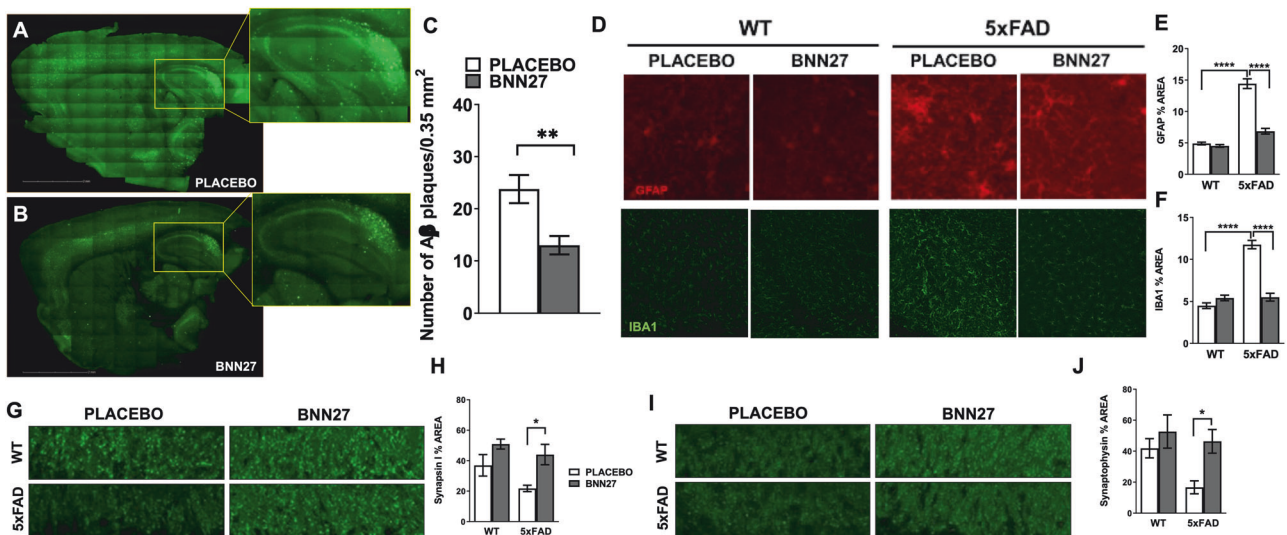 A
PLACEBO
B
BNN27
C
PLACEBO
BNN27
Number of Aβ plaques/0.35 mm²
40
30
20
10
0
**
D
WT
5xFAD
PLACEBO
BNN27
PLACEBO
BNN27
GFAP
IBA1
E
GFAP % AREA
15
10
5
0
****
****
WT
5xFAD
F
IBA1 % AREA
15
10
5
0
****
****
WT
5xFAD
G
PLACEBO
BNN27
WT
5xFAD
H
Synapsin I % AREA
80
60
40
20
0
*
WT
5xFAD
PLACEBO
BNN27
I
PLACEBO
BNN27
WT
5xFAD
J
Synaptophysin % AREA
80
60
40
20
0
*
WT
5xFAD